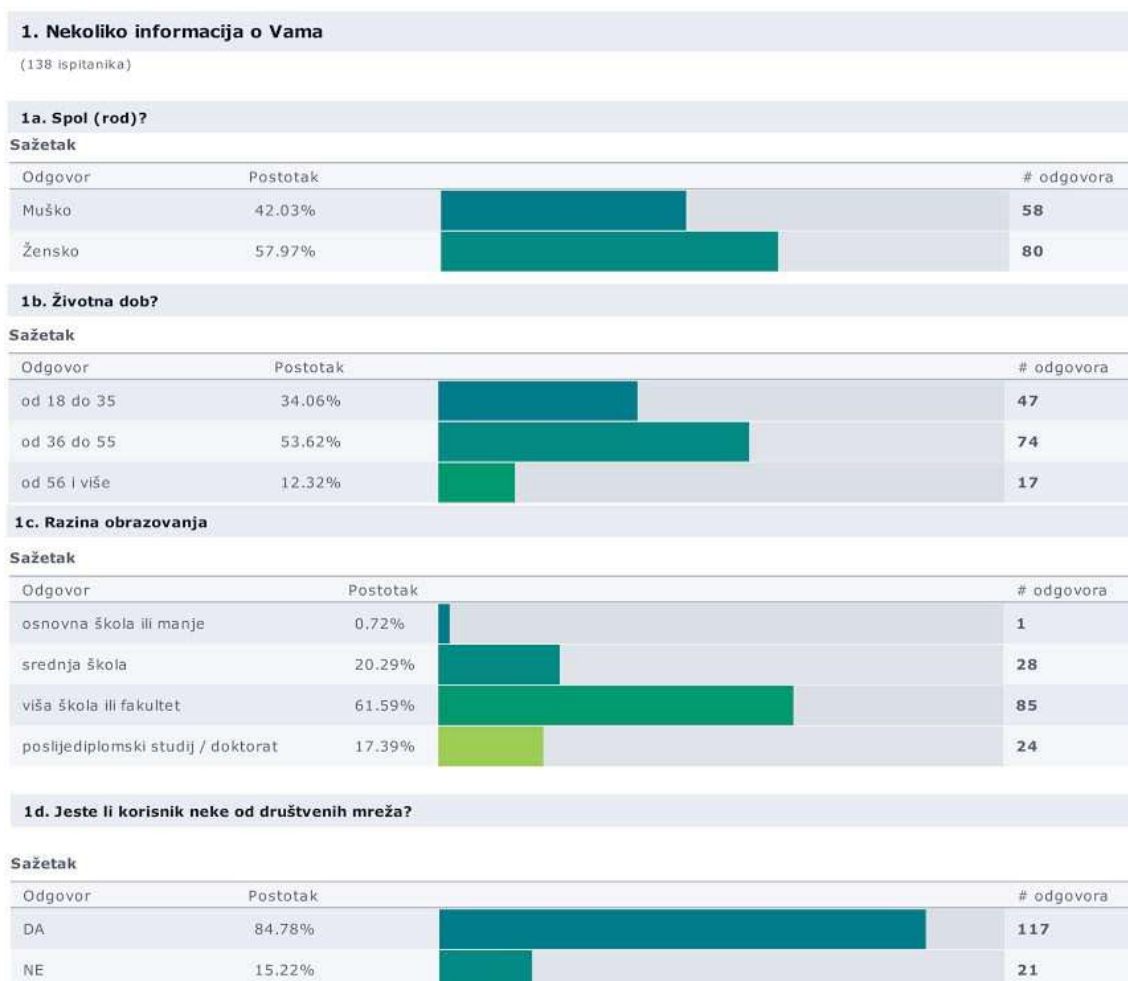 1. Nekoliko informacija o Vama
(138 ispitanika)
1a. Spol (rod)?
Sažetak
Odgovor Postotak # odgovora
Muško 42.03% 58
Žensko 57.97% 80
1b. Životna dob?
Sažetak
Odgovor Postotak # odgovora
od 18 do 35 34.06% 47
od 36 do 55 53.62% 74
od 56 i više 12.32% 17
1c. Razina obrazovanja
Sažetak
Odgovor Postotak # odgovora
osnovna škola ili manje 0.72% 1
srednja škola 20.29% 28
viša škola ili fakultet 61.59% 85
poslijediplomski studij / doktorat 17.39% 24
1d. Jeste li korisnik neke od društvenih mreža?
Sažetak
Odgovor Postotak # odgovora
DA 84.78% 117
NE 15.22% 21